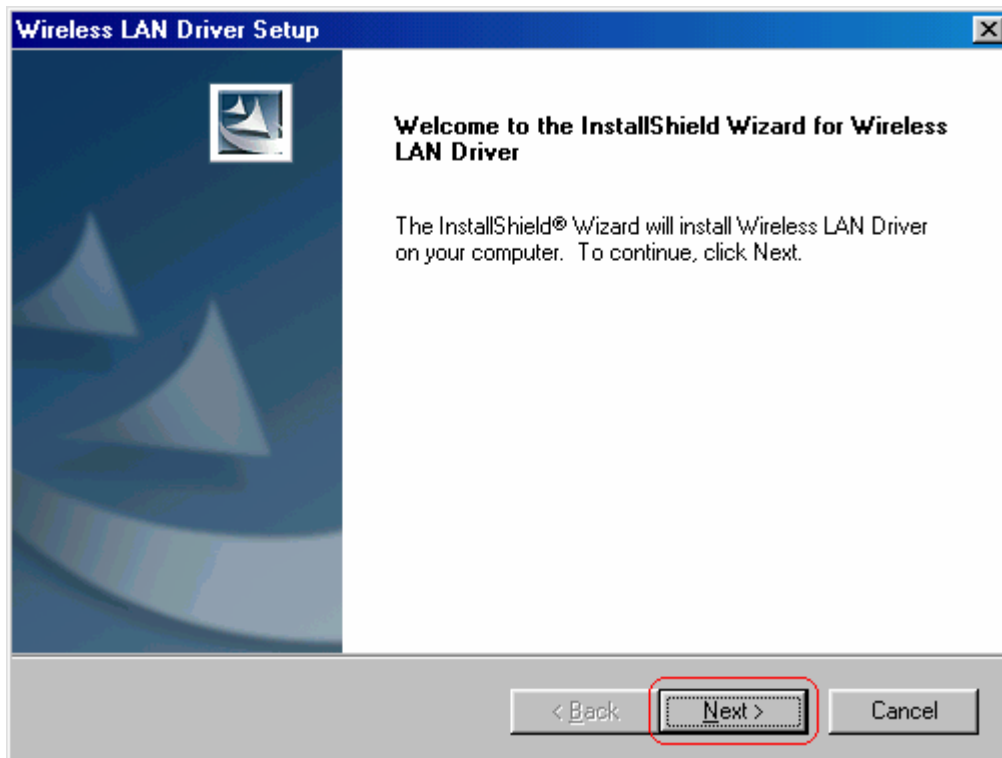 Wireless LAN Driver Setup
Welcome to the InstallShield Wizard for Wireless
LAN Driver
The InstallShield® Wizard will install Wireless LAN Driver
on your computer. To continue, click Next.
< Back
Next >
Cancel